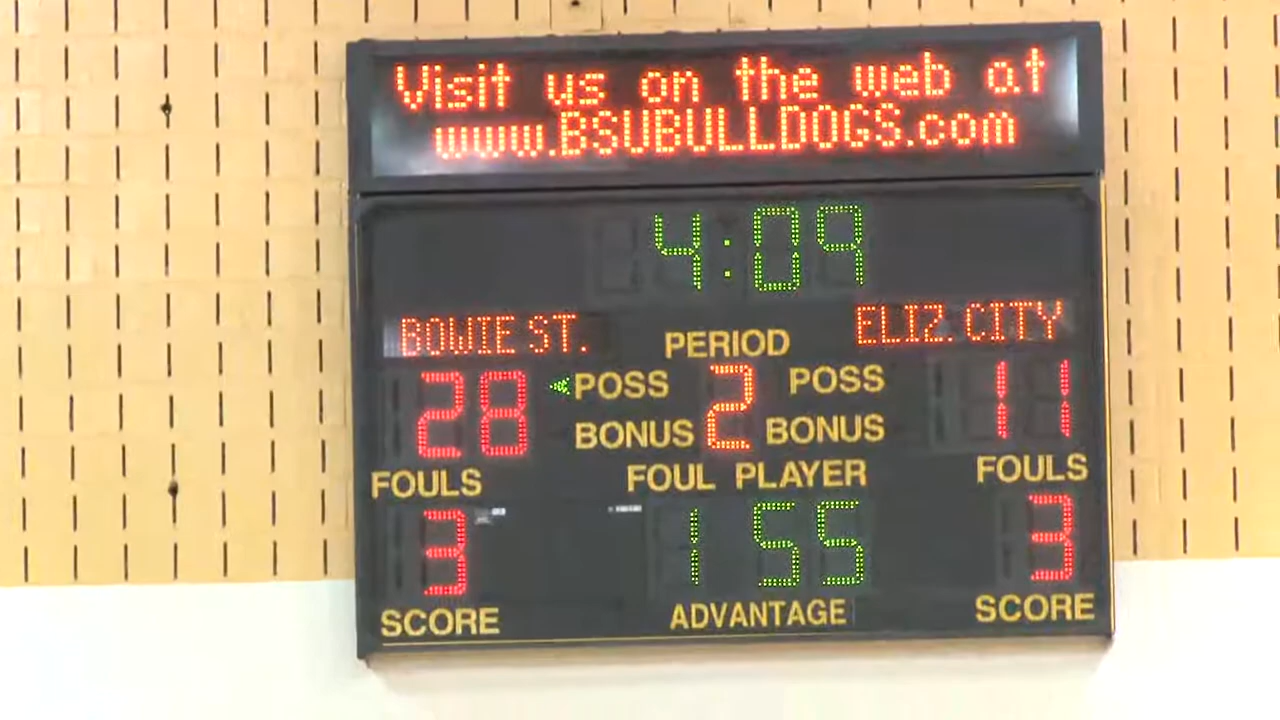 Visit us on the web at
www.BSUBULLDOGS.com
4:09
BOWIE ST. ELIZ. CITY
PERIOD
28 POSS 2 POSS 11
BONUS BONUS
FOULS FOUL PLAYER FOULS
3 1 55 3
SCORE ADVANTAGE SCORE